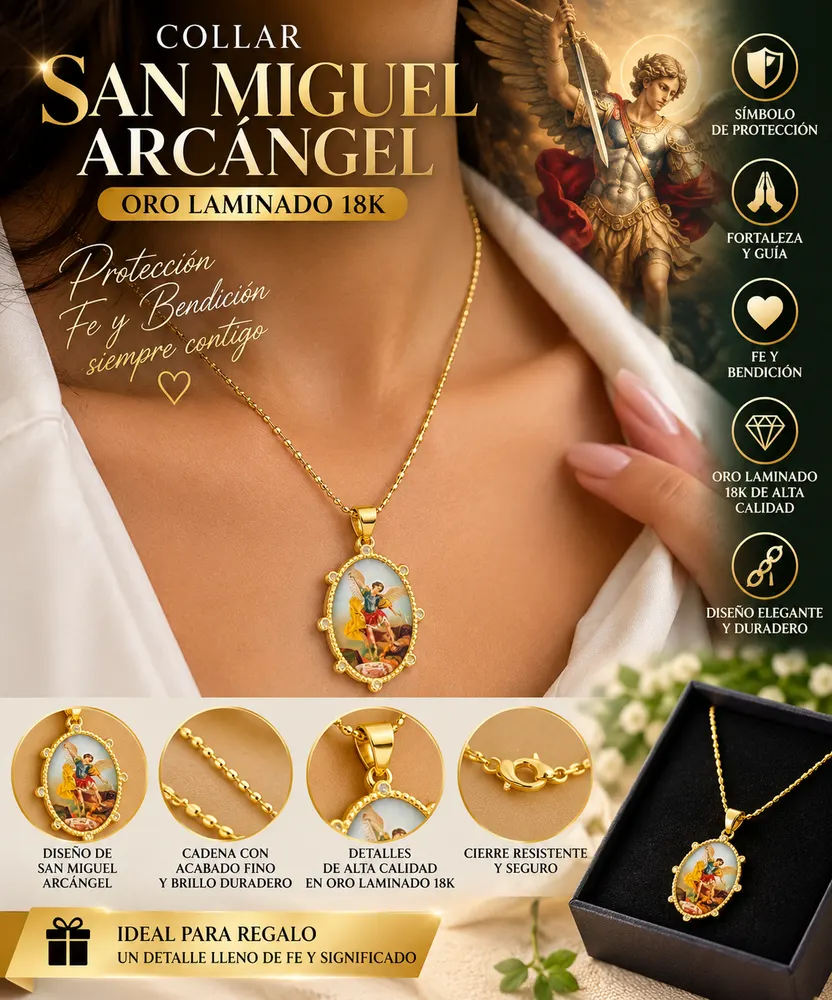 COLLAR
SAN MIGUEL
ARCÁNGEL
ORO LAMINADO 18K
Protección
Fe y Bendición
siempre contigo
SÍMBOLO
DE PROTECCIÓN
FORTALEZA
Y GUÍA
FE Y
BENDICIÓN
ORO LAMINADO
18K DE ALTA
CALIDAD
DISEÑO ELEGANTE
Y DURADERO
DISEÑO DE
SAN MIGUEL
ARCÁNGEL
CADENA CON
ACABADO FINO
Y BRILLO DURADERO
DETALLES
DE ALTA CALIDAD
EN ORO LAMINADO 18K
CIERRE RESISTENTE
Y SEGURO
IDEAL PARA REGALO
UN DETALLE LLENO DE FE Y SIGNIFICADO